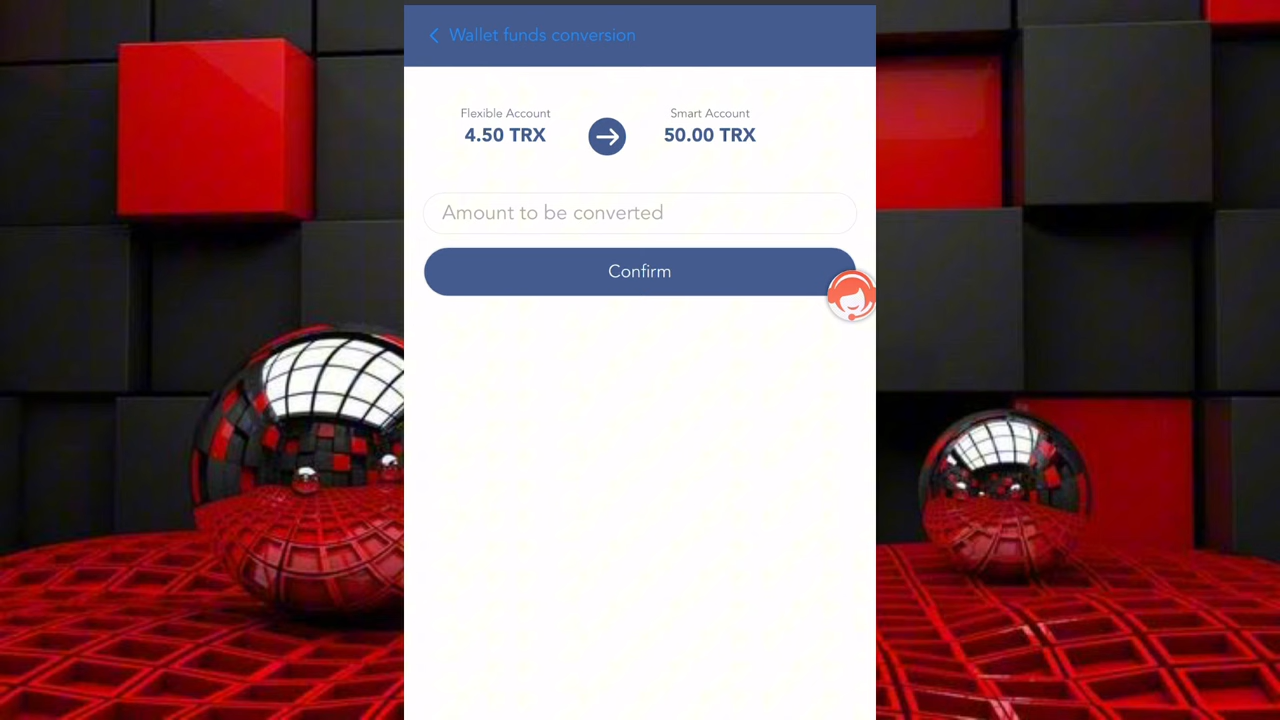 Wallet funds conversion
Flexible Account
4.50 TRX
Smart Account
50.00 TRX
Amount to be converted
Confirm